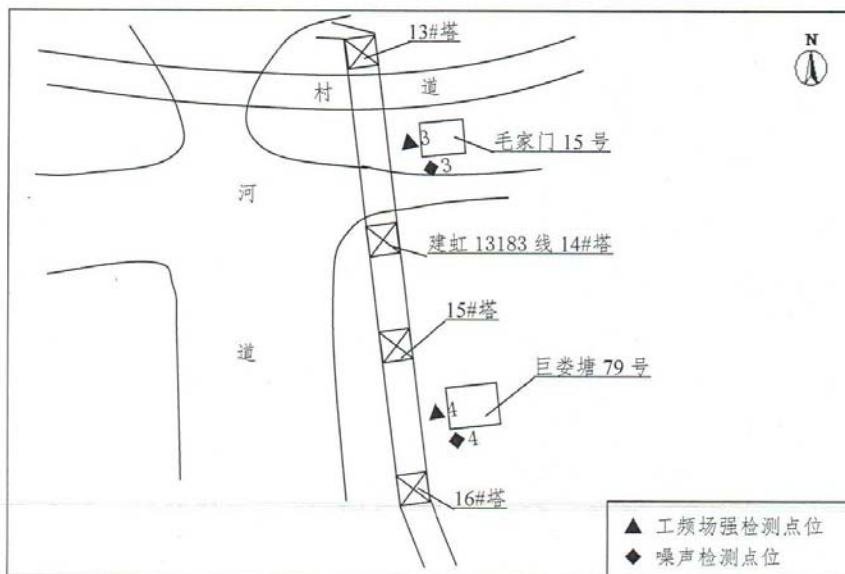 13#塔
N
村 道
3
毛家门 15 号
3
河
建虹 13183 线 14#塔
15#塔
道
巨娄塘 79 号
4
4
16#塔
▲ 工频场强检测点位
◆ 噪声检测点位